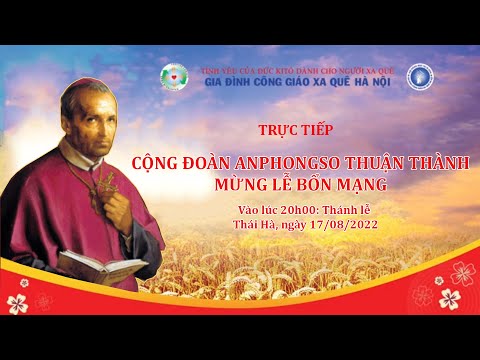 TÌNH YÊU CỦA ĐỨC KITÔ DÀNH CHO NGƯỜI XA QUÊ
GIA ĐÌNH CÔNG GIÁO XA QUÊ HÀ NỘI
TRỰC TIẾP
CỘNG ĐOÀN ANPHONGSO THUẬN THÀNH
MỪNG LỄ BỔN MẠNG
Vào lúc 20h00: Thánh lễ
Thái Hà, ngày 17/08/2022